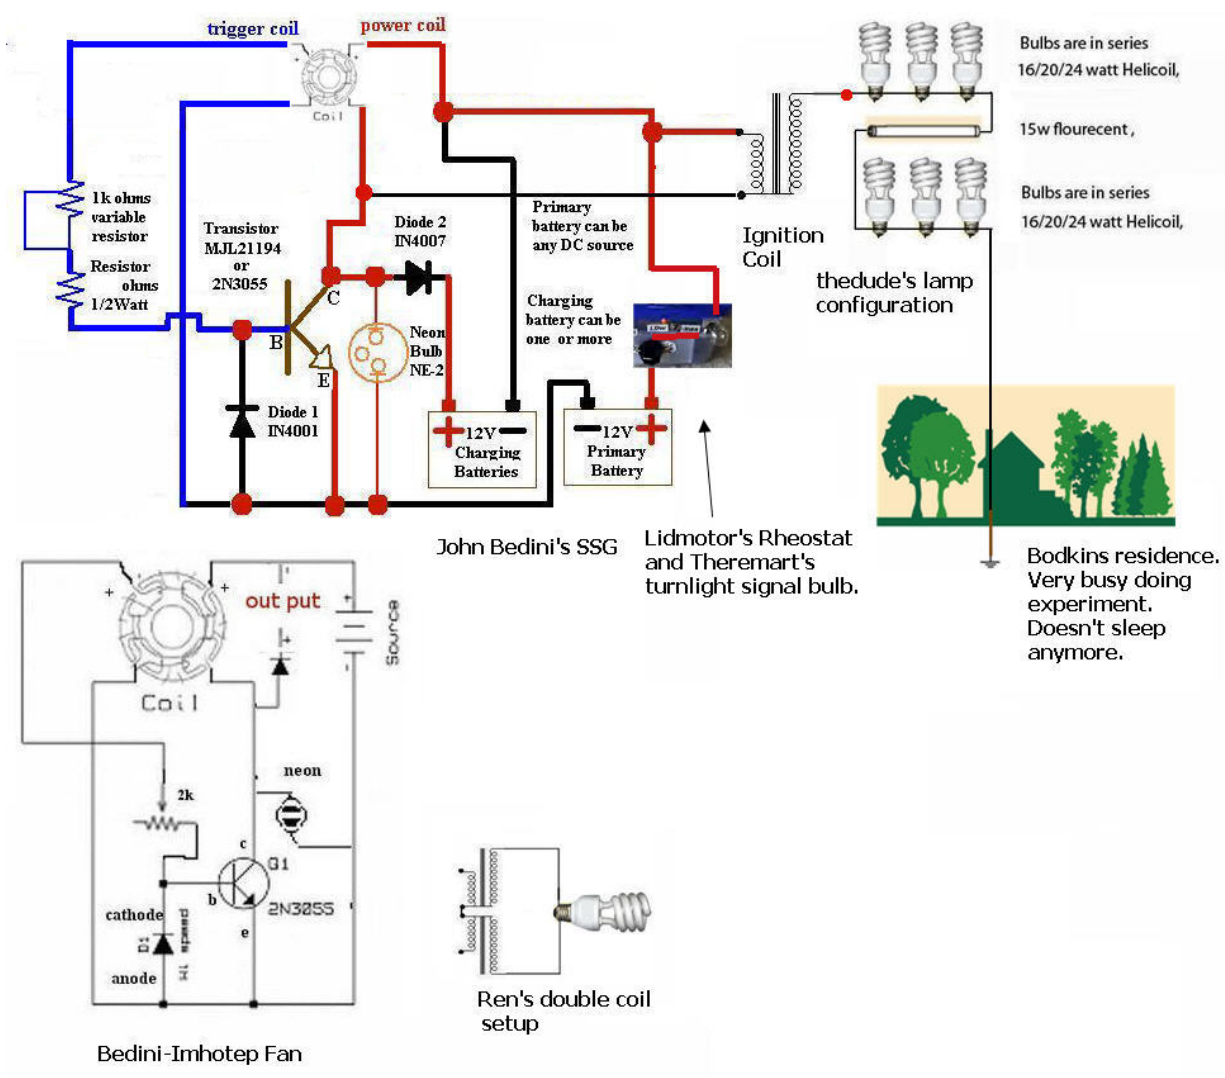 trigger coil
power coil
Coil
Bulbs are in series
16/20/24 watt Helicoil,
15w flourecent ,
Bulbs are in series
16/20/24 watt Helicoil,
1k ohms
variable
resistor
Resistor
ohms
1/2Watt
Transistor
MJL21194
or
2N3055
Diode 2
IN4007
Primary
battery can be
any DC source
Ignition
Coil
thedude's lamp
configuration
Charging
battery can be
one or more
LOW
C
B
E
Neon
Bulb
NE-2
Diode 1
IN4001
+ 12V −
Charging
Batteries
− 12V +
Primary
Battery
John Bedini's SSG
Lidmotor's Rheostat
and Theremart's
turnlight signal bulb.
Bodkins residence.
Very busy doing
experiment.
Doesn't sleep
anymore.
+
+
-
out put
+
+
-
Source
Coil
neon
2k
c
Q1
b
2N3055
cathode
D1
e
anode
Bedini-Imhotep Fan
Ren's double coil
setup